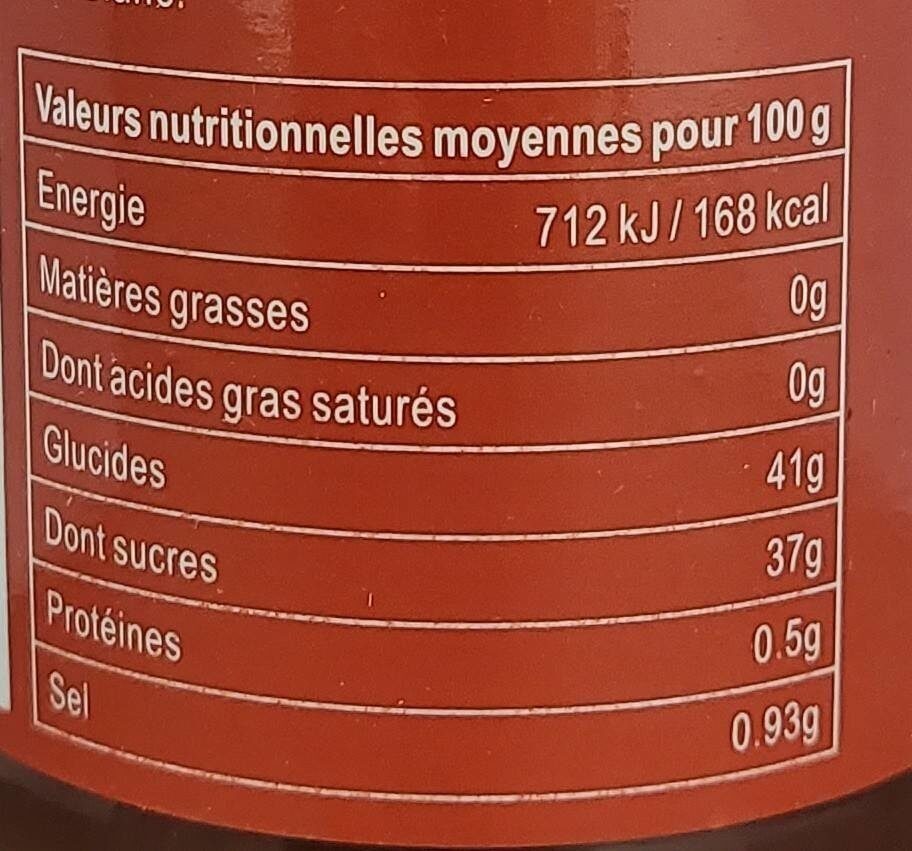 Valeurs nutritionnelles moyennes pour 100 g
Energie 712 kJ / 168 kcal
Matières grasses 0g
Dont acides gras saturés 0g
Glucides 41g
Dont sucres 37g
Protéines 0.5g
Sel 0.93g